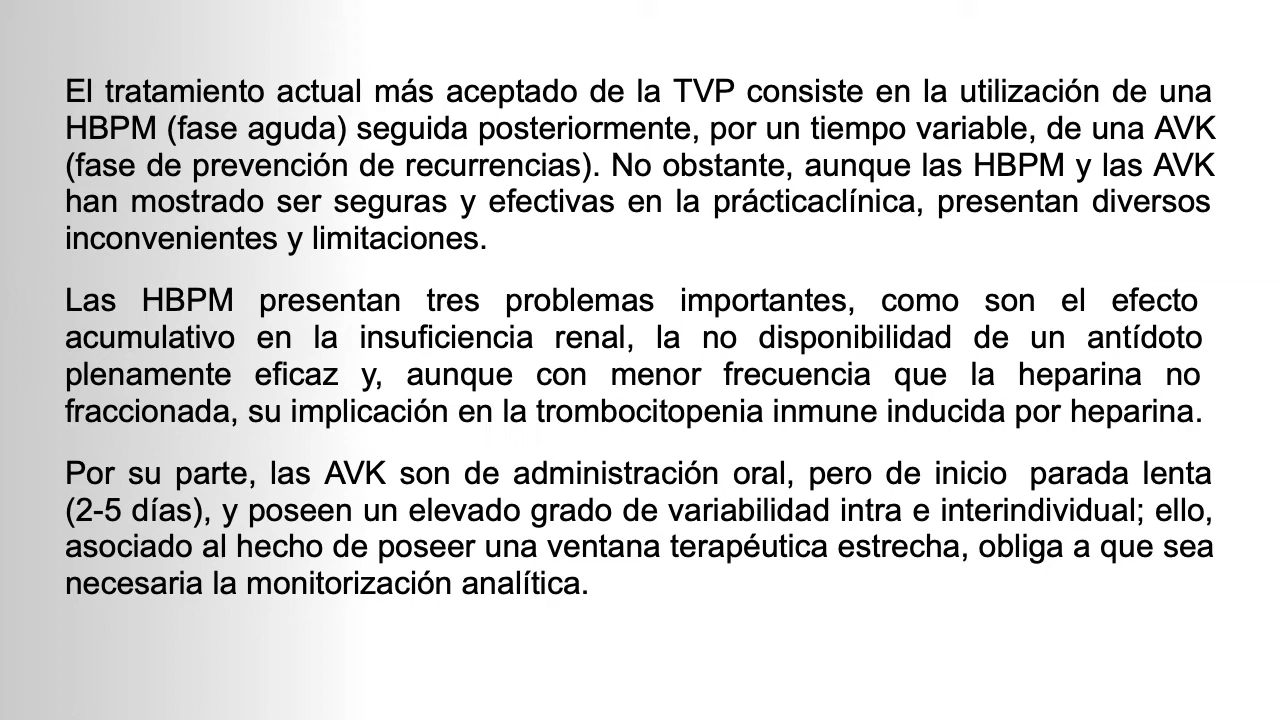 El tratamiento actual más aceptado de la TVP consiste en la utilización de una
HBPM (fase aguda) seguida posteriormente, por un tiempo variable, de una AVK
(fase de prevención de recurrencias). No obstante, aunque las HBPM y las AVK
han mostrado ser seguras y efectivas en la prácticaclínica, presentan diversos
inconvenientes y limitaciones.
Las HBPM presentan tres problemas importantes, como son el efecto
acumulativo en la insuficiencia renal, la no disponibilidad de un antídoto
plenamente eficaz y, aunque con menor frecuencia que la heparina no
fraccionada, su implicación en la trombocitopenia inmune inducida por heparina.
Por su parte, las AVK son de administración oral, pero de inicio parada lenta
(2-5 días), y poseen un elevado grado de variabilidad intra e interindividual; ello,
asociado al hecho de poseer una ventana terapéutica estrecha, obliga a que sea
necesaria la monitorización analítica.